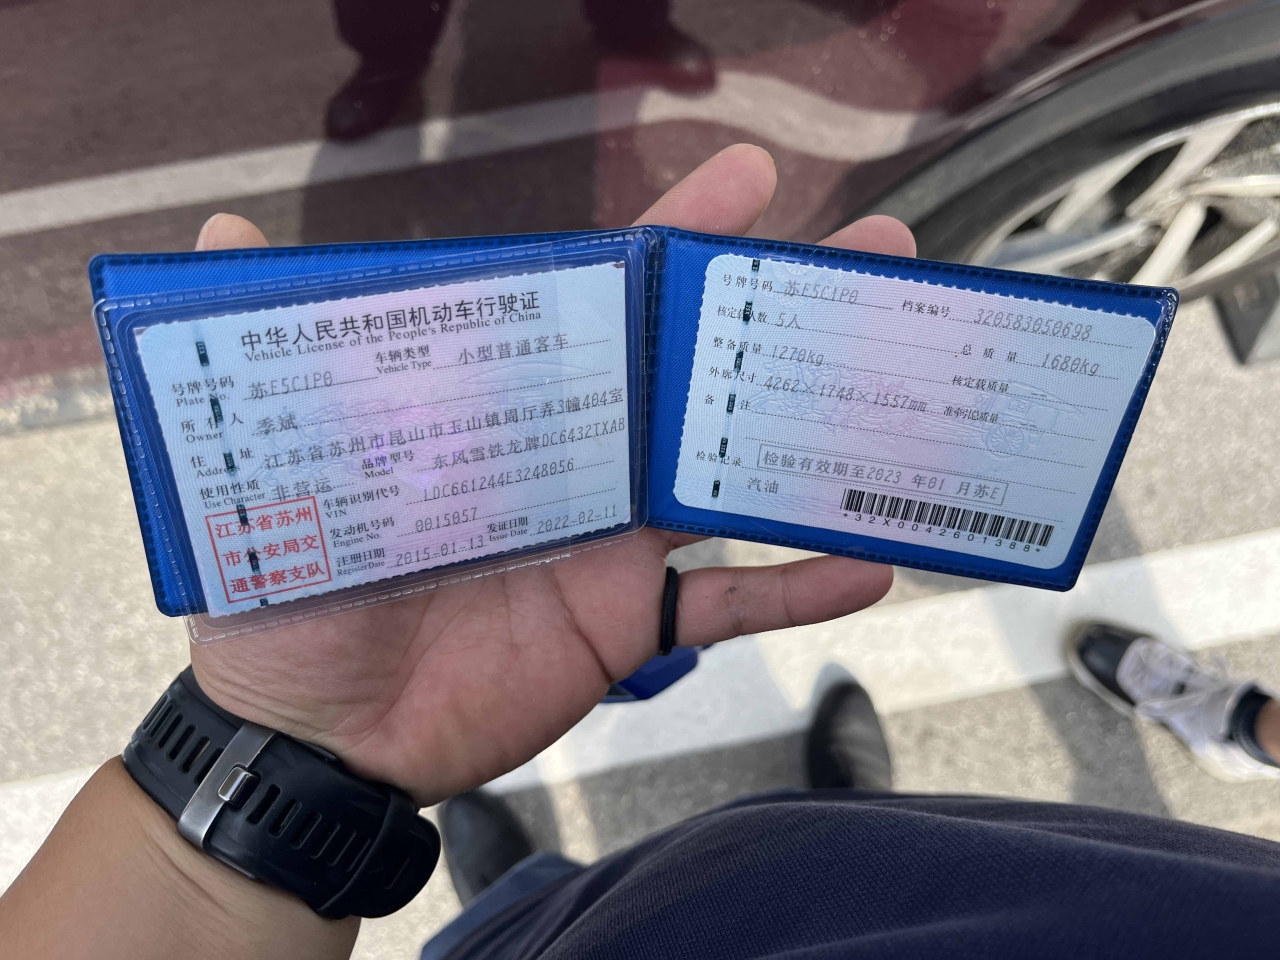 中华人民共和国机动车行驶证
Vehicle License of the People's Republic of China
号牌号码 苏E5C1P0 车辆类型 小型普通客车
Plate No. Vehicle Type
所有人 季斌
Owner
住址 江苏省苏州市昆山市玉山镇周厅弄3幢404室
Address
使用性质 非营运 品牌型号 东风雪铁龙牌DC6432TXAB
Use Character Model
江苏省苏州
市公安局交
通警察支队
车辆识别代号 LDC661244E3248056
VIN
发动机号码 0015057 发证日期 2022-02-11
Engine No. Issue Date
注册日期 2015-01-13
Register Date
号牌号码 苏E5C1P0 档案编号 320583050698
核定载人数 5人 总质量 1680kg
整备质量 1270kg 核定载质量
外廓尺寸 4262×1748×1557mm 准牵引总质量
备注
检验记录 检验有效期至2023 年01 月苏E
汽油
*32X0042601388*